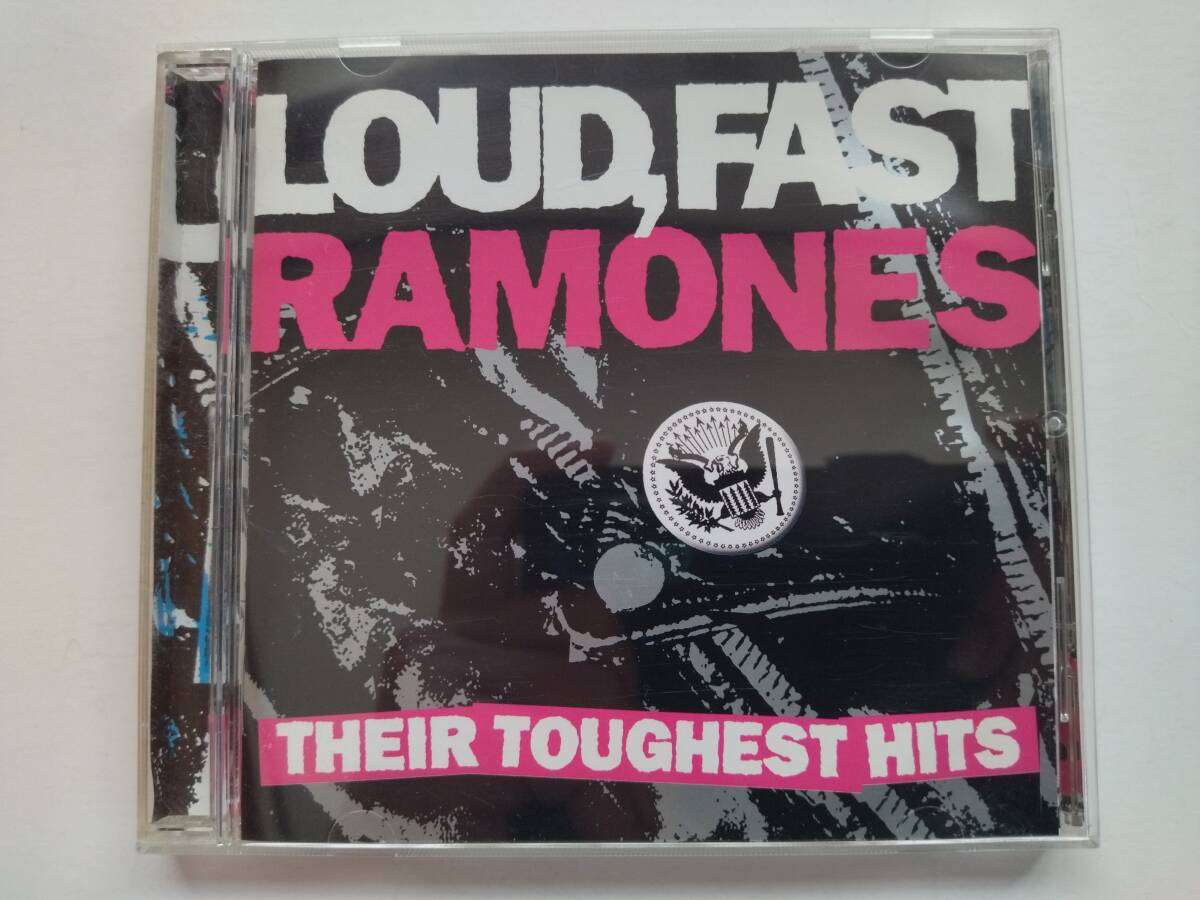 LOUD, FAST
RAMONES
THEIR TOUGHEST HITS